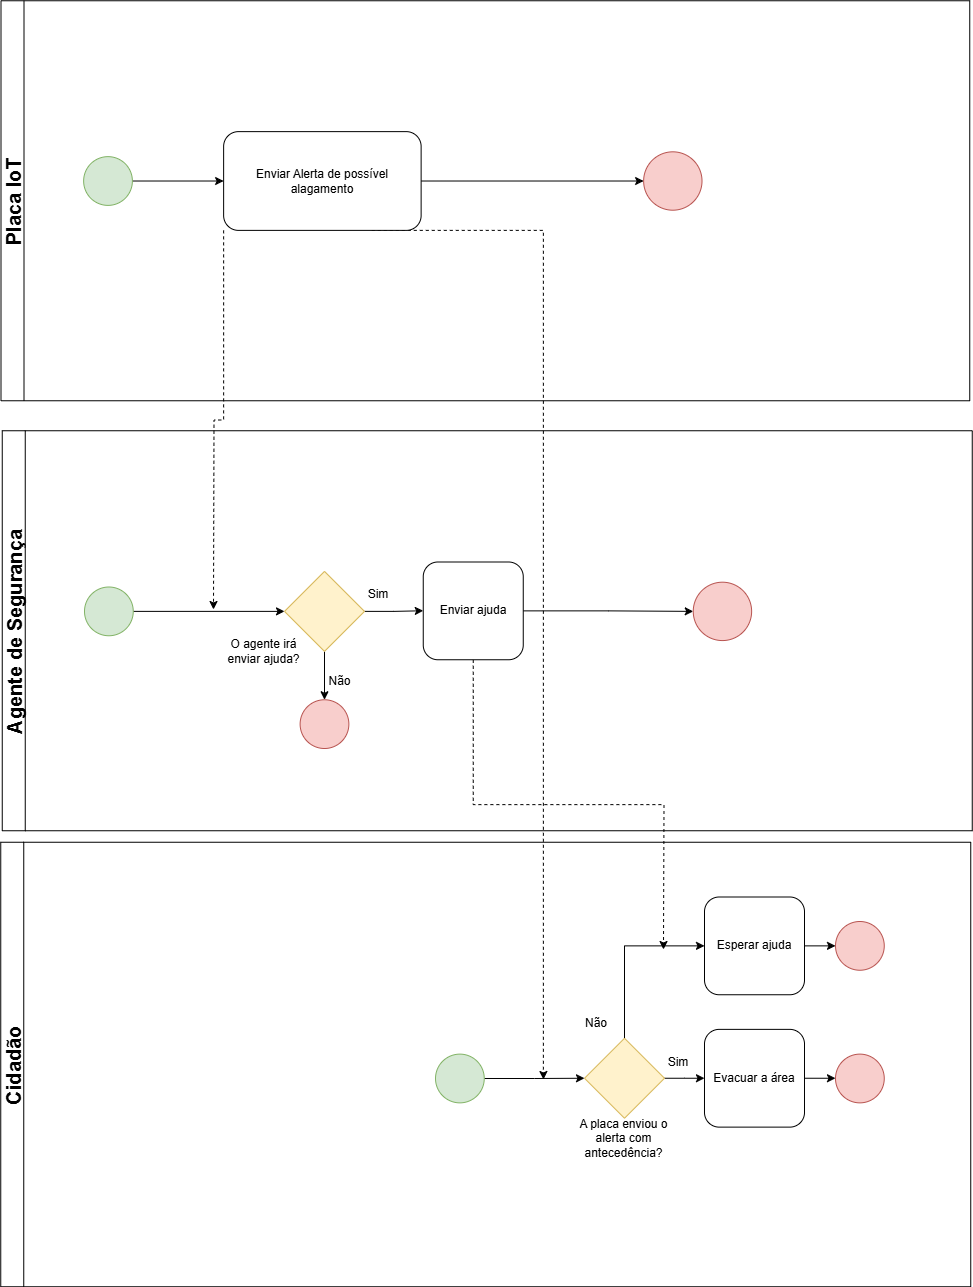 Placa IoT
Enviar Alerta de possível
alagamento
Agente de Segurança
Sim
Enviar ajuda
O agente irá
enviar ajuda?
Não
Cidadão
Esperar ajuda
Não
Sim
Evacuar a área
A placa enviou o
alerta com
antecedência?